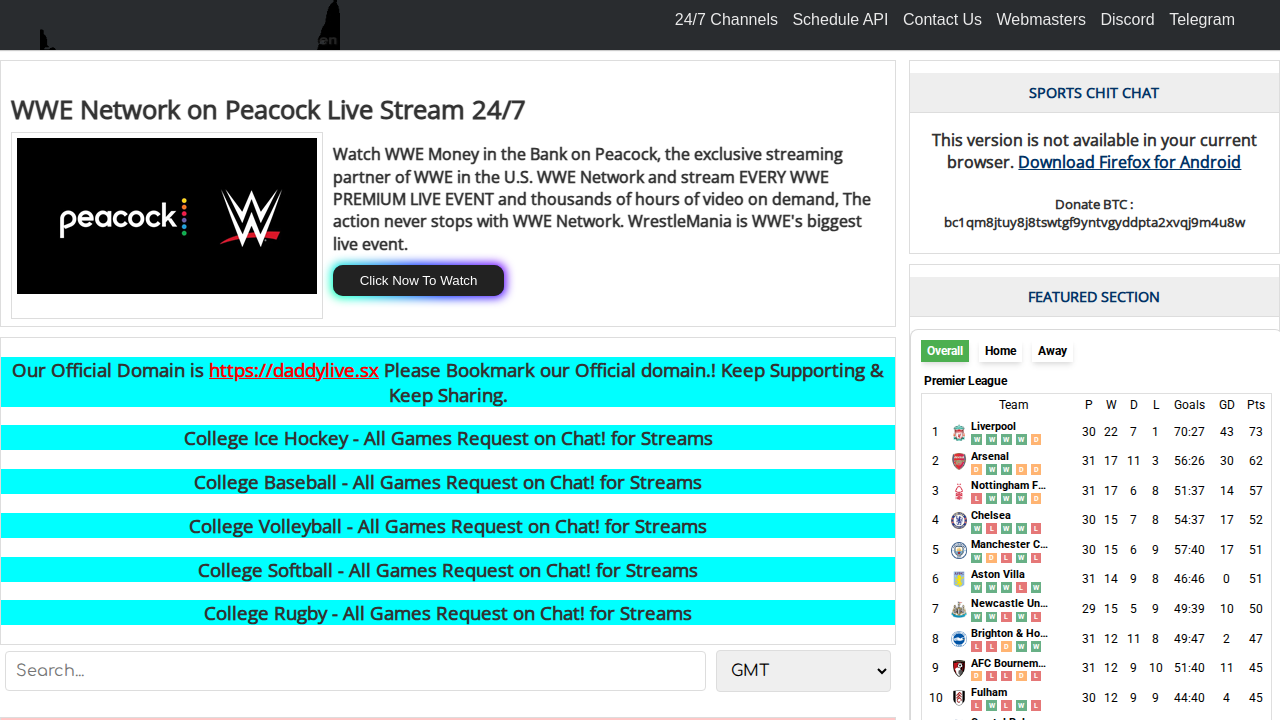 24/7 Channels Schedule API Contact Us Webmasters Discord Telegram
WWE Network on Peacock Live Stream 24/7
peacock
Watch WWE Money in the Bank on Peacock, the exclusive streaming
partner of WWE in the U.S. WWE Network and stream EVERY WWE
PREMIUM LIVE EVENT and thousands of hours of video on demand, The
action never stops with WWE Network. WrestleMania is WWE's biggest
live event.
Click Now To Watch
Our Official Domain is https://daddylive.sx Please Bookmark our Official domain.! Keep Supporting &
Keep Sharing.
College Ice Hockey - All Games Request on Chat! for Streams
College Baseball - All Games Request on Chat! for Streams
College Volleyball - All Games Request on Chat! for Streams
College Softball - All Games Request on Chat! for Streams
College Rugby - All Games Request on Chat! for Streams
Search...
GMT
SPORTS CHIT CHAT
This version is not available in your current
browser. Download Firefox for Android
Donate BTC :
bc1qm8jtuy8j8tswtgf9yntvgyddpta2xvqj9m4u8w
FEATURED SECTION
Overall Home Away
Premier League
Team P W D L Goals GD Pts
1 Liverpool 30 22 7 1 70:27 43 73
W W W W D
2 Arsenal 31 17 11 3 56:26 30 62
D W W D D
3 Nottingham F... 31 17 6 8 51:37 14 57
L W W W D
4 Chelsea 30 15 7 8 54:37 17 52
W L W W L
5 Manchester C... 30 15 6 9 57:40 17 51
W D L W L
6 Aston Villa 31 14 9 8 46:46 0 51
W W W L W
7 Newcastle Un... 29 15 5 9 49:39 10 50
W W L W L
8 Brighton & Ho... 31 12 11 8 49:47 2 47
L L D W W
9 AFC Bournem... 31 12 9 10 51:40 11 45
D L L D L
10 Fulham 30 12 9 9 44:40 4 45
L W L W L